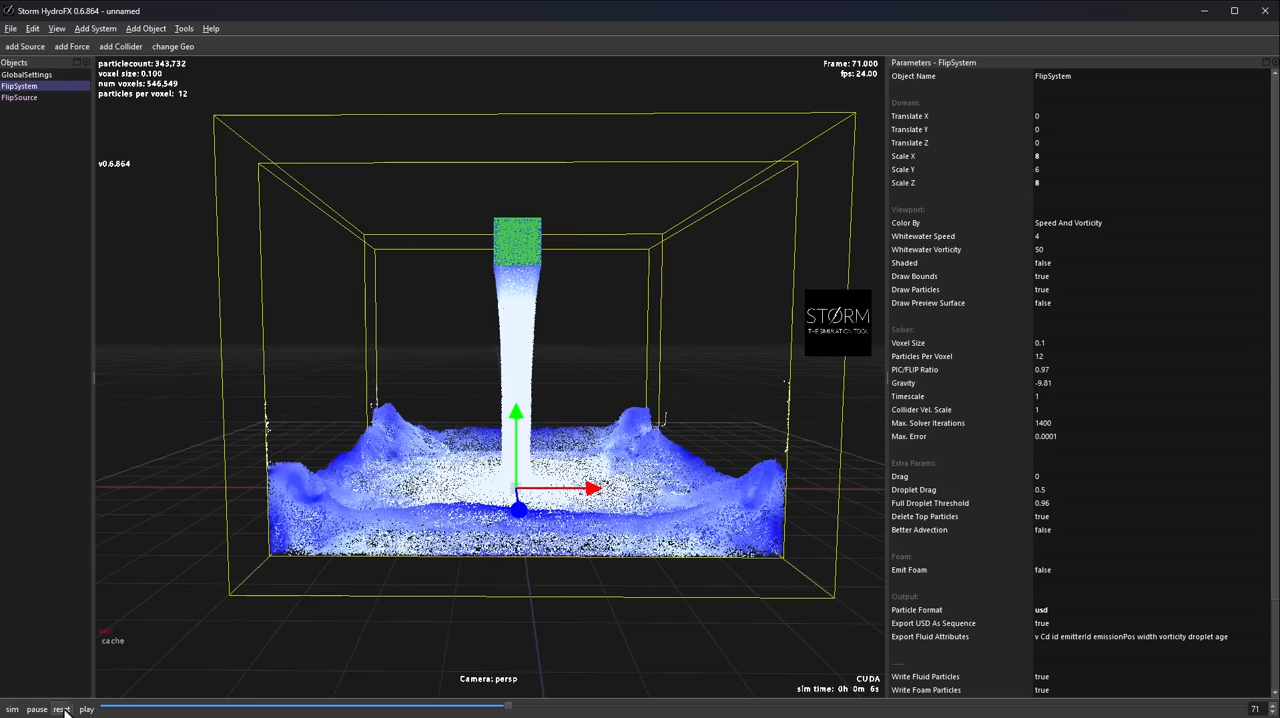 Storm HydroFX 0.6.864 - unnamed
File Edit View Add System Add Object Tools Help
add Source add Force add Collider change Geo
Objects
GlobalSettings
FlipSystem
FlipSource
particlecount: 343,732
voxel size: 0.100
num voxels: 546,549
particles per voxel: 12
v0.6.864
Frame: 71.000
fps: 24.00
STØRM
THE SIMULATION TOOL
cache
Camera: persp
CUDA
sim time: 0h 0m 6s
Parameters - FlipSystem
Object Name FlipSystem
Domain:
Translate X 0
Translate Y 0
Translate Z 0
Scale X 8
Scale Y 6
Scale Z 8
Viewport:
Color By Speed And Vorticity
Whitewater Speed 4
Whitewater Vorticity 50
Shaded false
Draw Bounds true
Draw Particles true
Draw Preview Surface false
Solver:
Voxel Size 0.1
Particles Per Voxel 12
PIC/FLIP Ratio 0.97
Gravity -9.81
Timescale 1
Collider Vel. Scale 1
Max. Solver Iterations 1400
Max. Error 0.0001
Extra Params:
Drag 0
Droplet Drag 0.5
Full Droplet Threshold 0.96
Delete Top Particles true
Better Advection false
Foam:
Emit Foam false
Output:
Particle Format usd
Export USD As Sequence true
Export Fluid Attributes v Cd id emitterId emissionPos width vorticity droplet age
Write Fluid Particles true
Write Foam Particles true
sim pause reset play 71